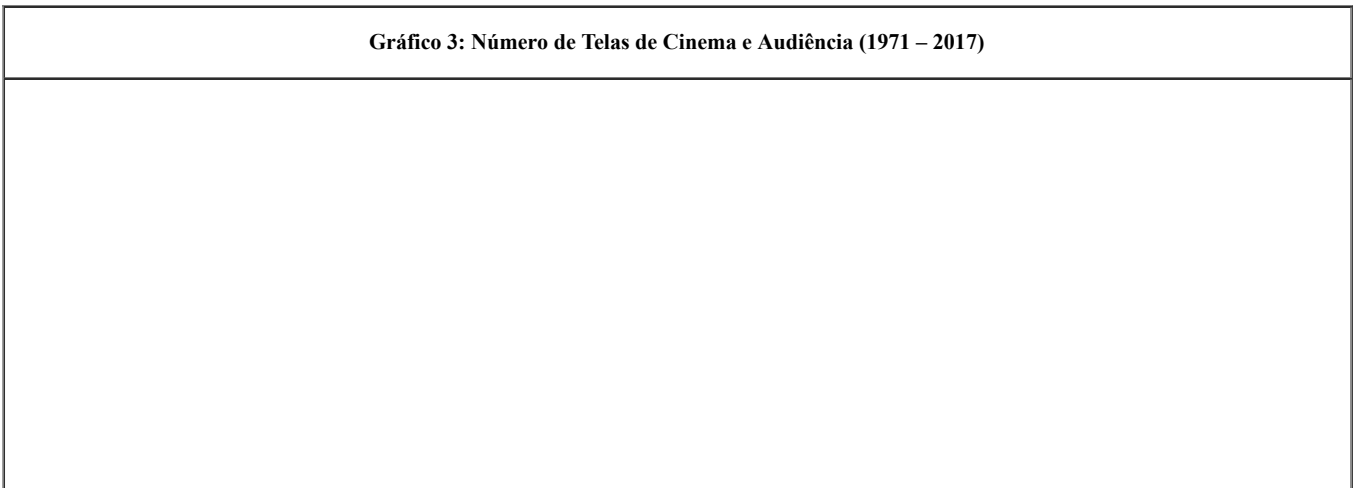 Gráfico 3: Número de Telas de Cinema e Audiência (1971 – 2017)